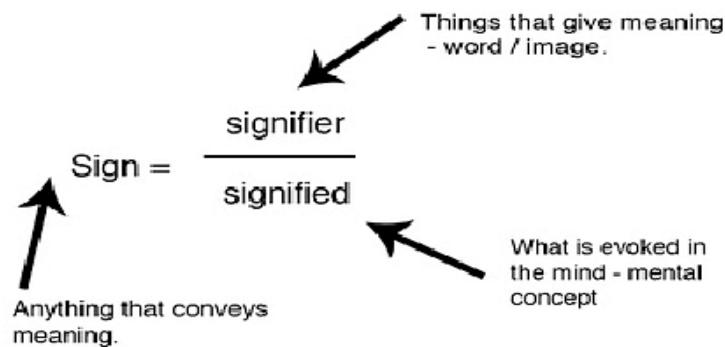 Things that give meaning
- word / image.
signifier
Sign =
signified
What is evoked in
the mind - mental
concept
Anything that conveys
meaning.